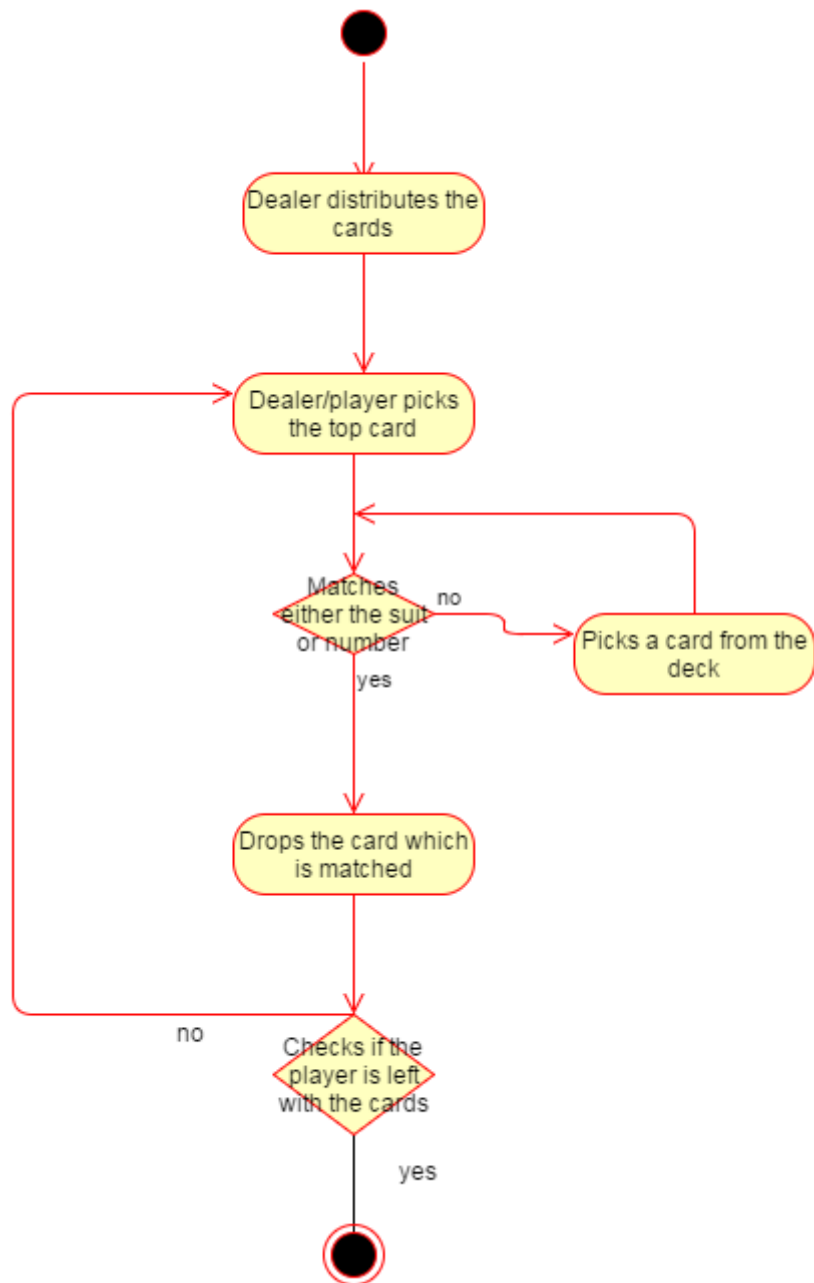 Dealer distributes the
cards
Dealer/player picks
the top card
Matches
either the suit
or number
no
Picks a card from the
deck
yes
Drops the card which
is matched
no
Checks if the
player is left
with the cards
yes